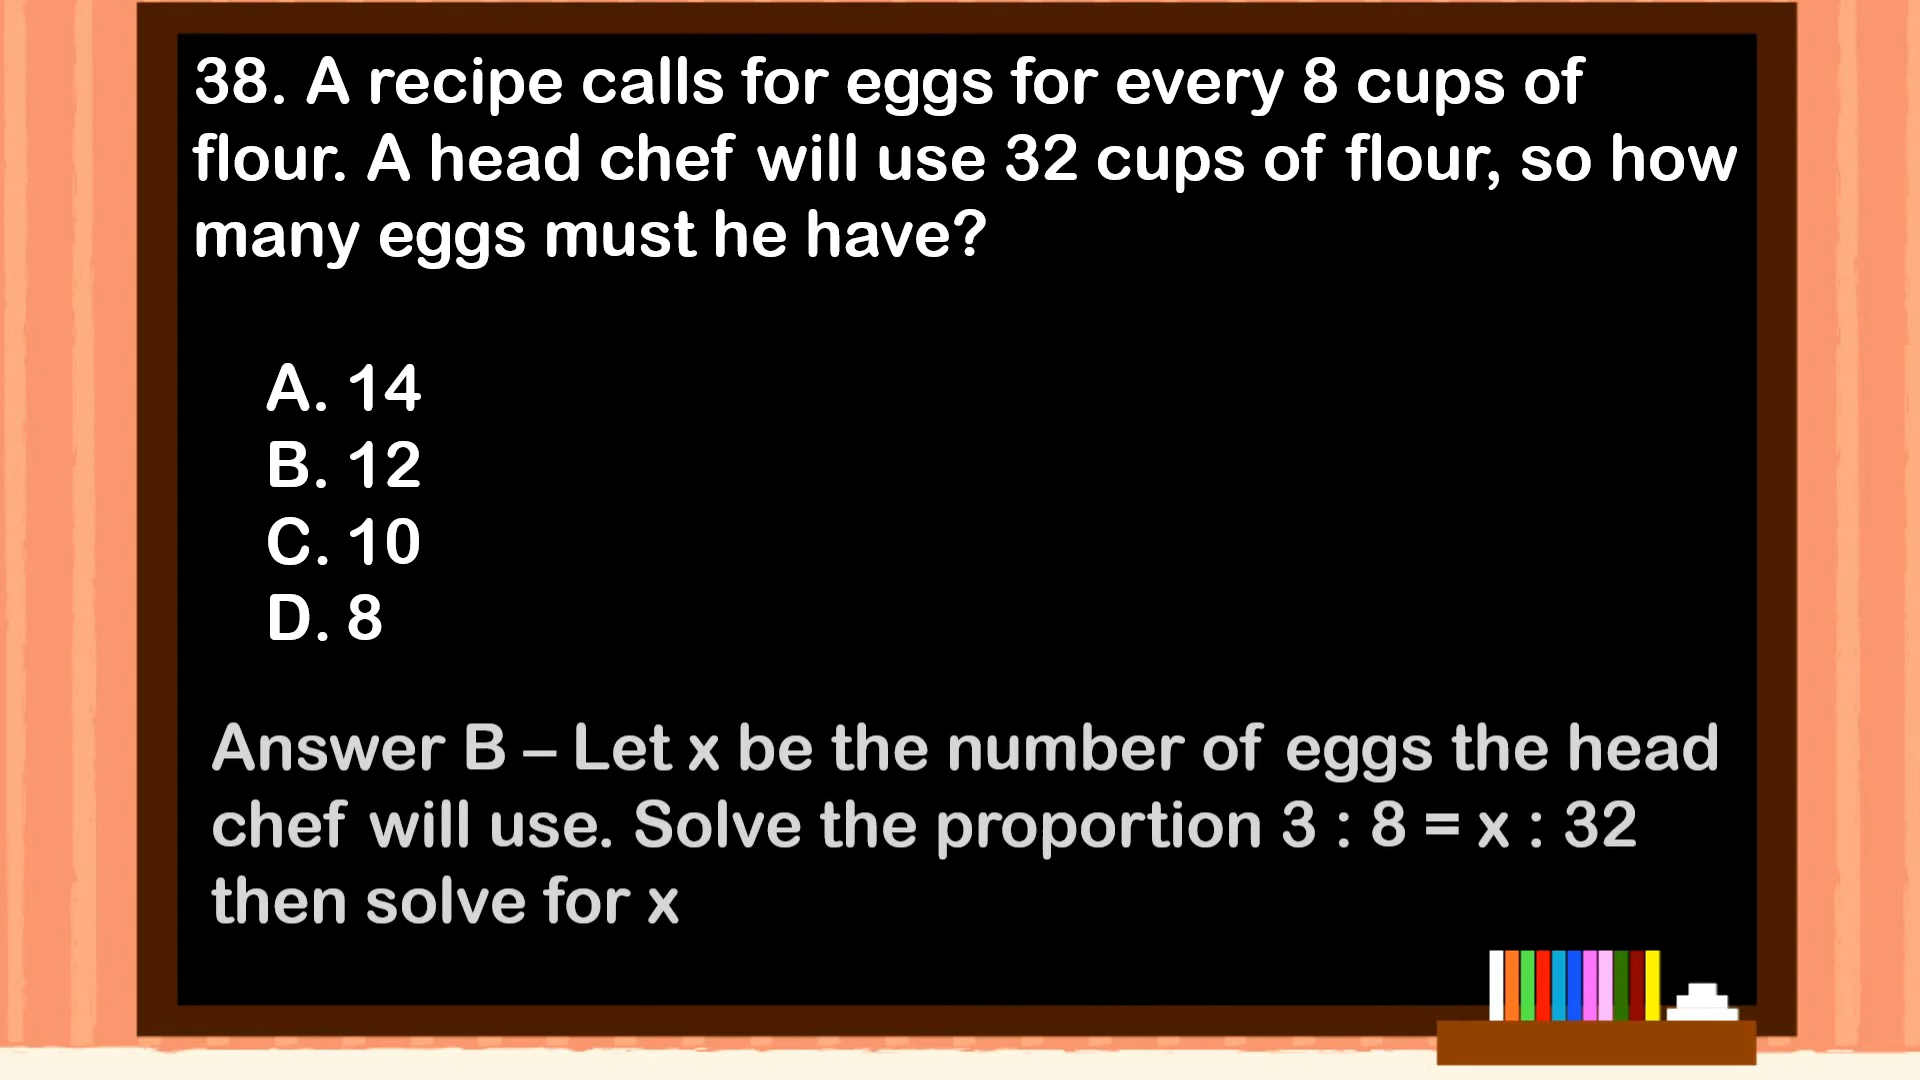 38. A recipe calls for eggs for every 8 cups of
flour. A head chef will use 32 cups of flour, so how
many eggs must he have?
A. 14
B. 12
C. 10
D. 8
Answer B – Let x be the number of eggs the head
chef will use. Solve the proportion 3 : 8 = x : 32
then solve for x